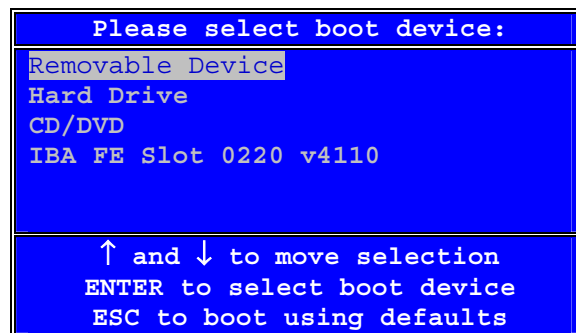 Please select boot device:
Removable Device
Hard Drive
CD/DVD
IBA FE Slot 0220 v4110
↑ and ↓ to move selection
ENTER to select boot device
ESC to boot using defaults